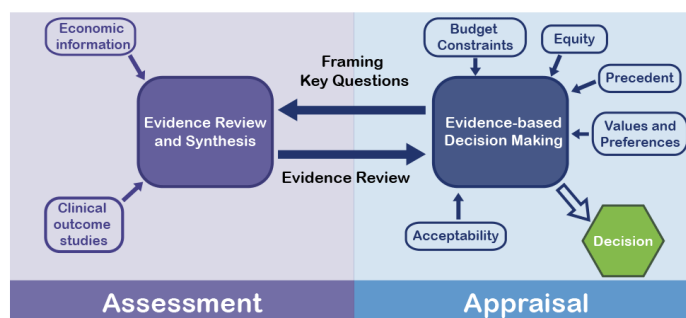 Economic
information
Framing
Key Questions
Budget
Constraints
Equity
Precedent
Evidence Review
and Synthesis
Evidence-based
Decision Making
Values and
Preferences
Evidence Review
Clinical
outcome
studies
Acceptability
Decision
Assessment
Appraisal